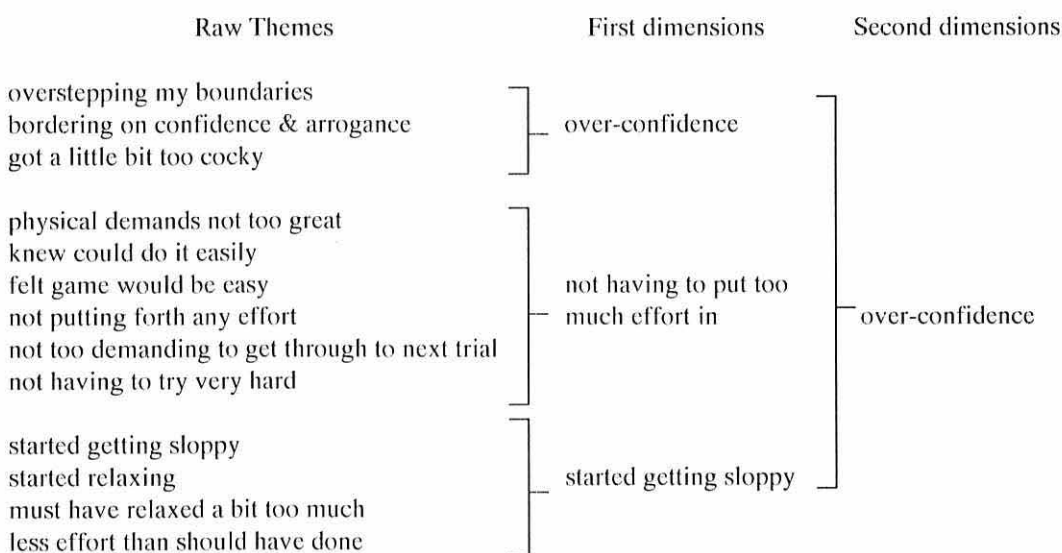 Raw Themes First dimensions Second dimensions
overstepping my boundaries
bordering on confidence & arrogance
got a little bit too cocky
over-confidence
physical demands not too great
knew could do it easily
felt game would be easy
not putting forth any effort
not too demanding to get through to next trial
not having to try very hard
not having to put too
much effort in
over-confidence
started getting sloppy
started relaxing
must have relaxed a bit too much
less effort than should have done
started getting sloppy